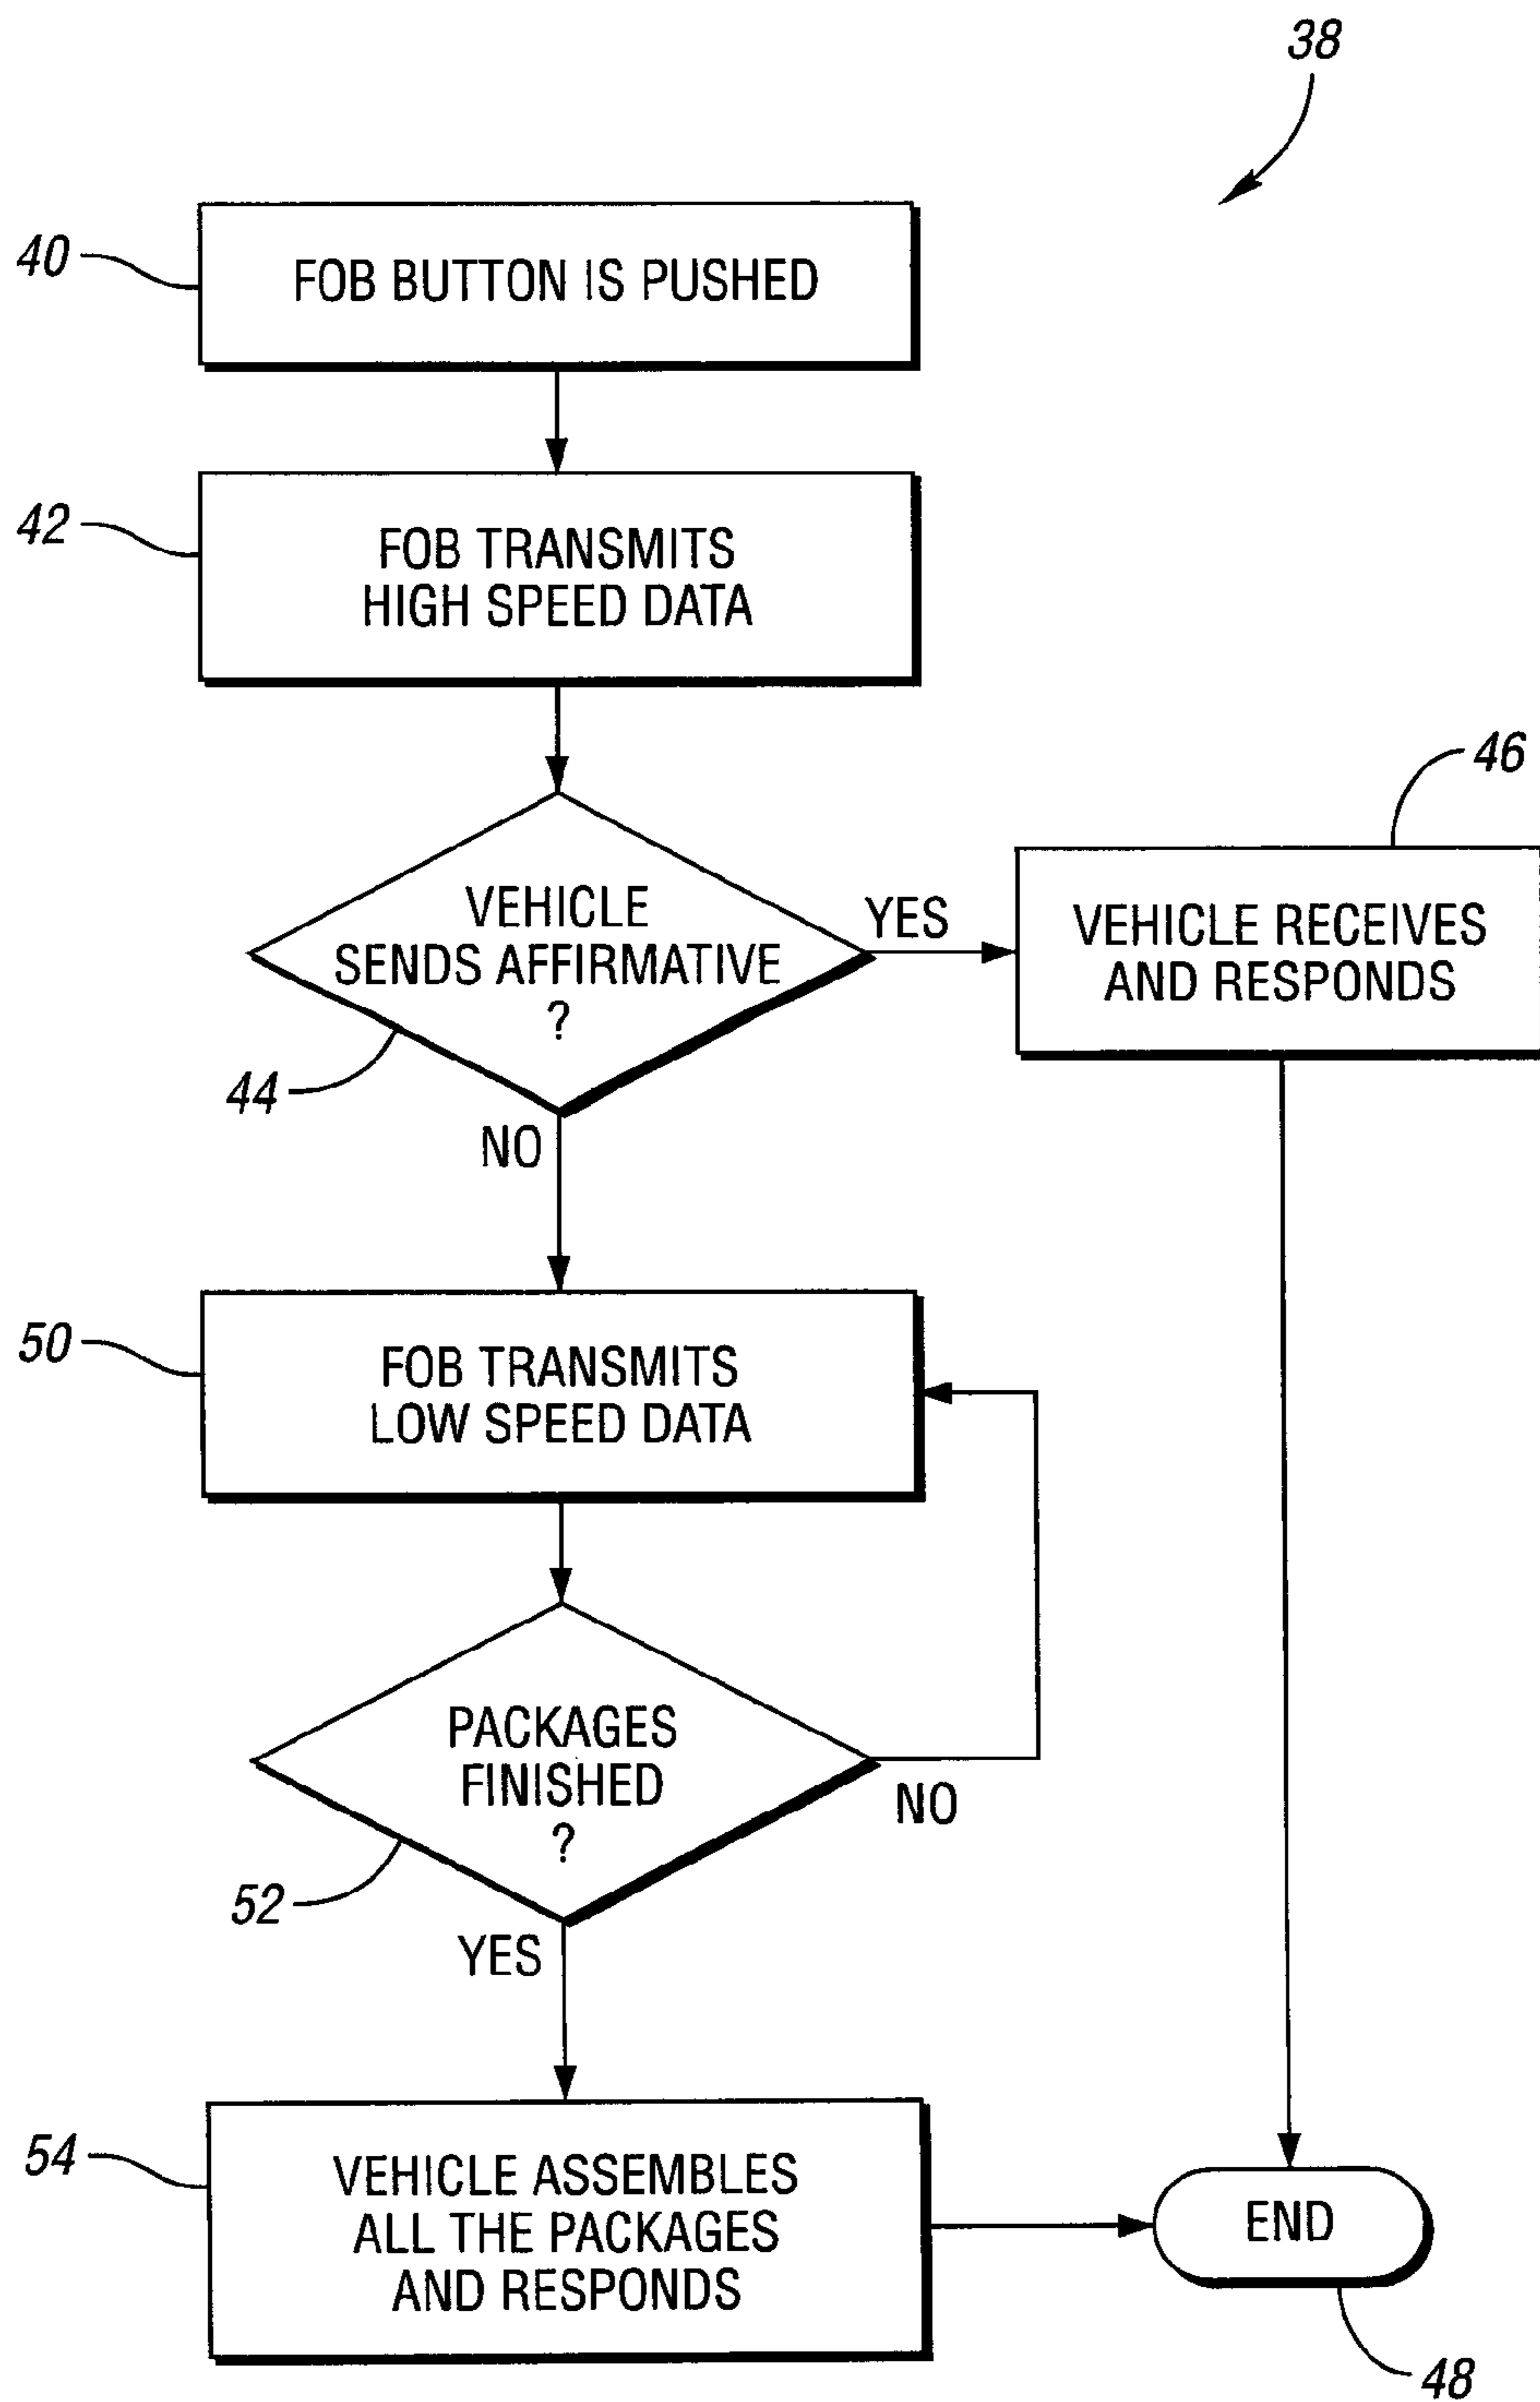 38
40
FOB BUTTON IS PUSHED
42
FOB TRANSMITS
HIGH SPEED DATA
VEHICLE
SENDS AFFIRMATIVE
?
44
YES
46
VEHICLE RECEIVES
AND RESPONDS
NO
50
FOB TRANSMITS
LOW SPEED DATA
PACKAGES
FINISHED
?
52
NO
YES
54
VEHICLE ASSEMBLES
ALL THE PACKAGES
AND RESPONDS
END
48